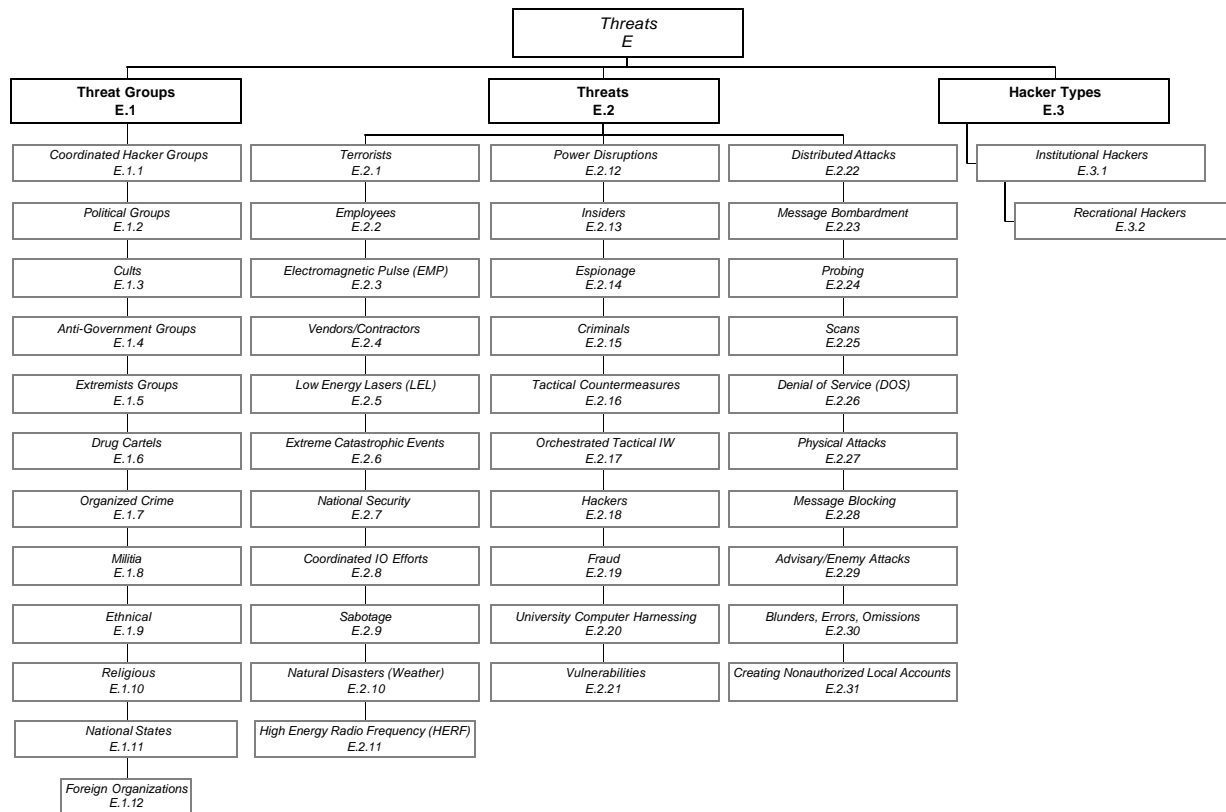 Threats
E
Threat Groups
E.1
Threats
E.2
Hacker Types
E.3
Coordinated Hacker Groups
E.1.1
Political Groups
E.1.2
Cults
E.1.3
Anti-Government Groups
E.1.4
Extremists Groups
E.1.5
Drug Cartels
E.1.6
Organized Crime
E.1.7
Militia
E.1.8
Ethnical
E.1.9
Religious
E.1.10
National States
E.1.11
Foreign Organizations
E.1.12
Terrorists
E.2.1
Employees
E.2.2
Electromagnetic Pulse (EMP)
E.2.3
Vendors/Contractors
E.2.4
Low Energy Lasers (LEL)
E.2.5
Extreme Catastrophic Events
E.2.6
National Security
E.2.7
Coordinated IO Efforts
E.2.8
Sabotage
E.2.9
Natural Disasters (Weather)
E.2.10
High Energy Radio Frequency (HERF)
E.2.11
Power Disruptions
E.2.12
Insiders
E.2.13
Espionage
E.2.14
Criminals
E.2.15
Tactical Countermeasures
E.2.16
Orchestrated Tactical IW
E.2.17
Hackers
E.2.18
Fraud
E.2.19
University Computer Harnessing
E.2.20
Vulnerabilities
E.2.21
Distributed Attacks
E.2.22
Message Bombardment
E.2.23
Probing
E.2.24
Scans
E.2.25
Denial of Service (DOS)
E.2.26
Physical Attacks
E.2.27
Message Blocking
E.2.28
Advisary/Enemy Attacks
E.2.29
Blunders, Errors, Omissions
E.2.30
Creating Nonauthorized Local Accounts
E.2.31
Institutional Hackers
E.3.1
Recrational Hackers
E.3.2